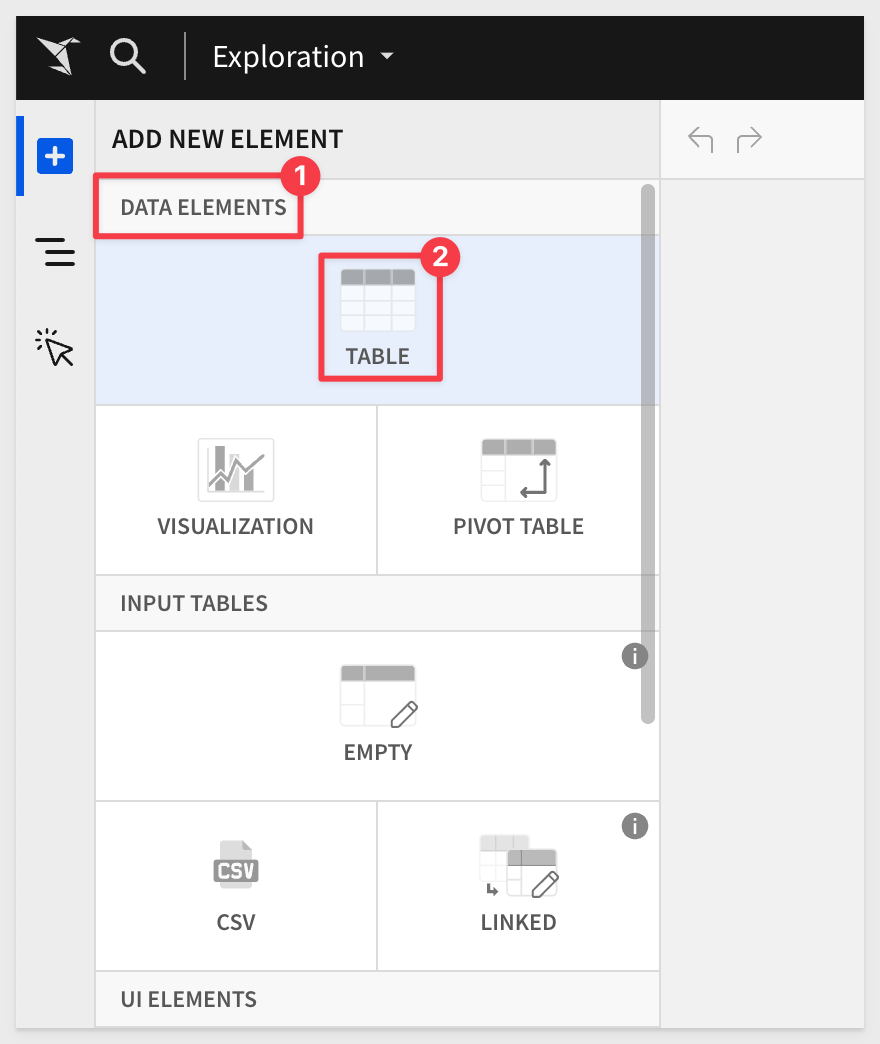 Exploration
ADD NEW ELEMENT
1
DATA ELEMENTS
2
TABLE
VISUALIZATION
PIVOT TABLE
INPUT TABLES
i
EMPTY
i
CSV
CSV
LINKED
UI ELEMENTS